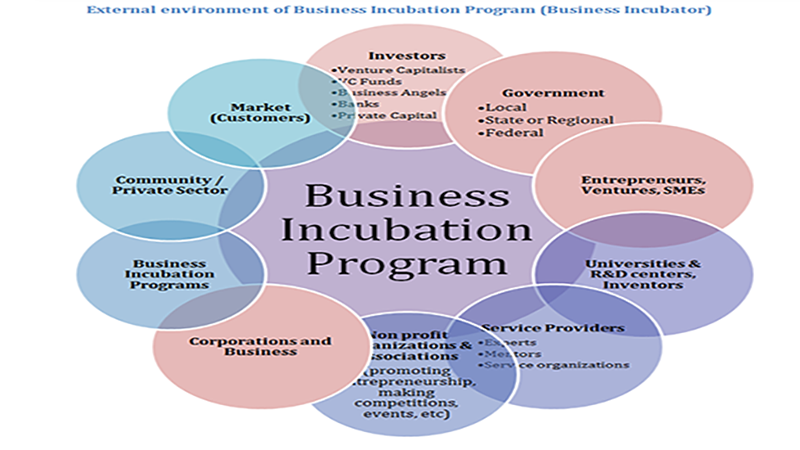 External environment of Business Incubation Program (Business Incubator)
Investors
•Venture Capitalists
•VC Funds
•Business Angels
•Banks
•Private Capital
Government
•Local
•State or Regional
•Federal
Entrepreneurs,
Ventures, SMEs
Universities &
R&D centers,
Inventors
Service Providers
•Experts
•Mentors
•Service organizations
Non profit
anizations &
ssociations
(promoting
trepreneurship,
making
competitions,
events, etc)
Corporations and
Business
Business
Incubation
Programs
Community /
Private Sector
Market
(Customers)
Business
Incubation
Program